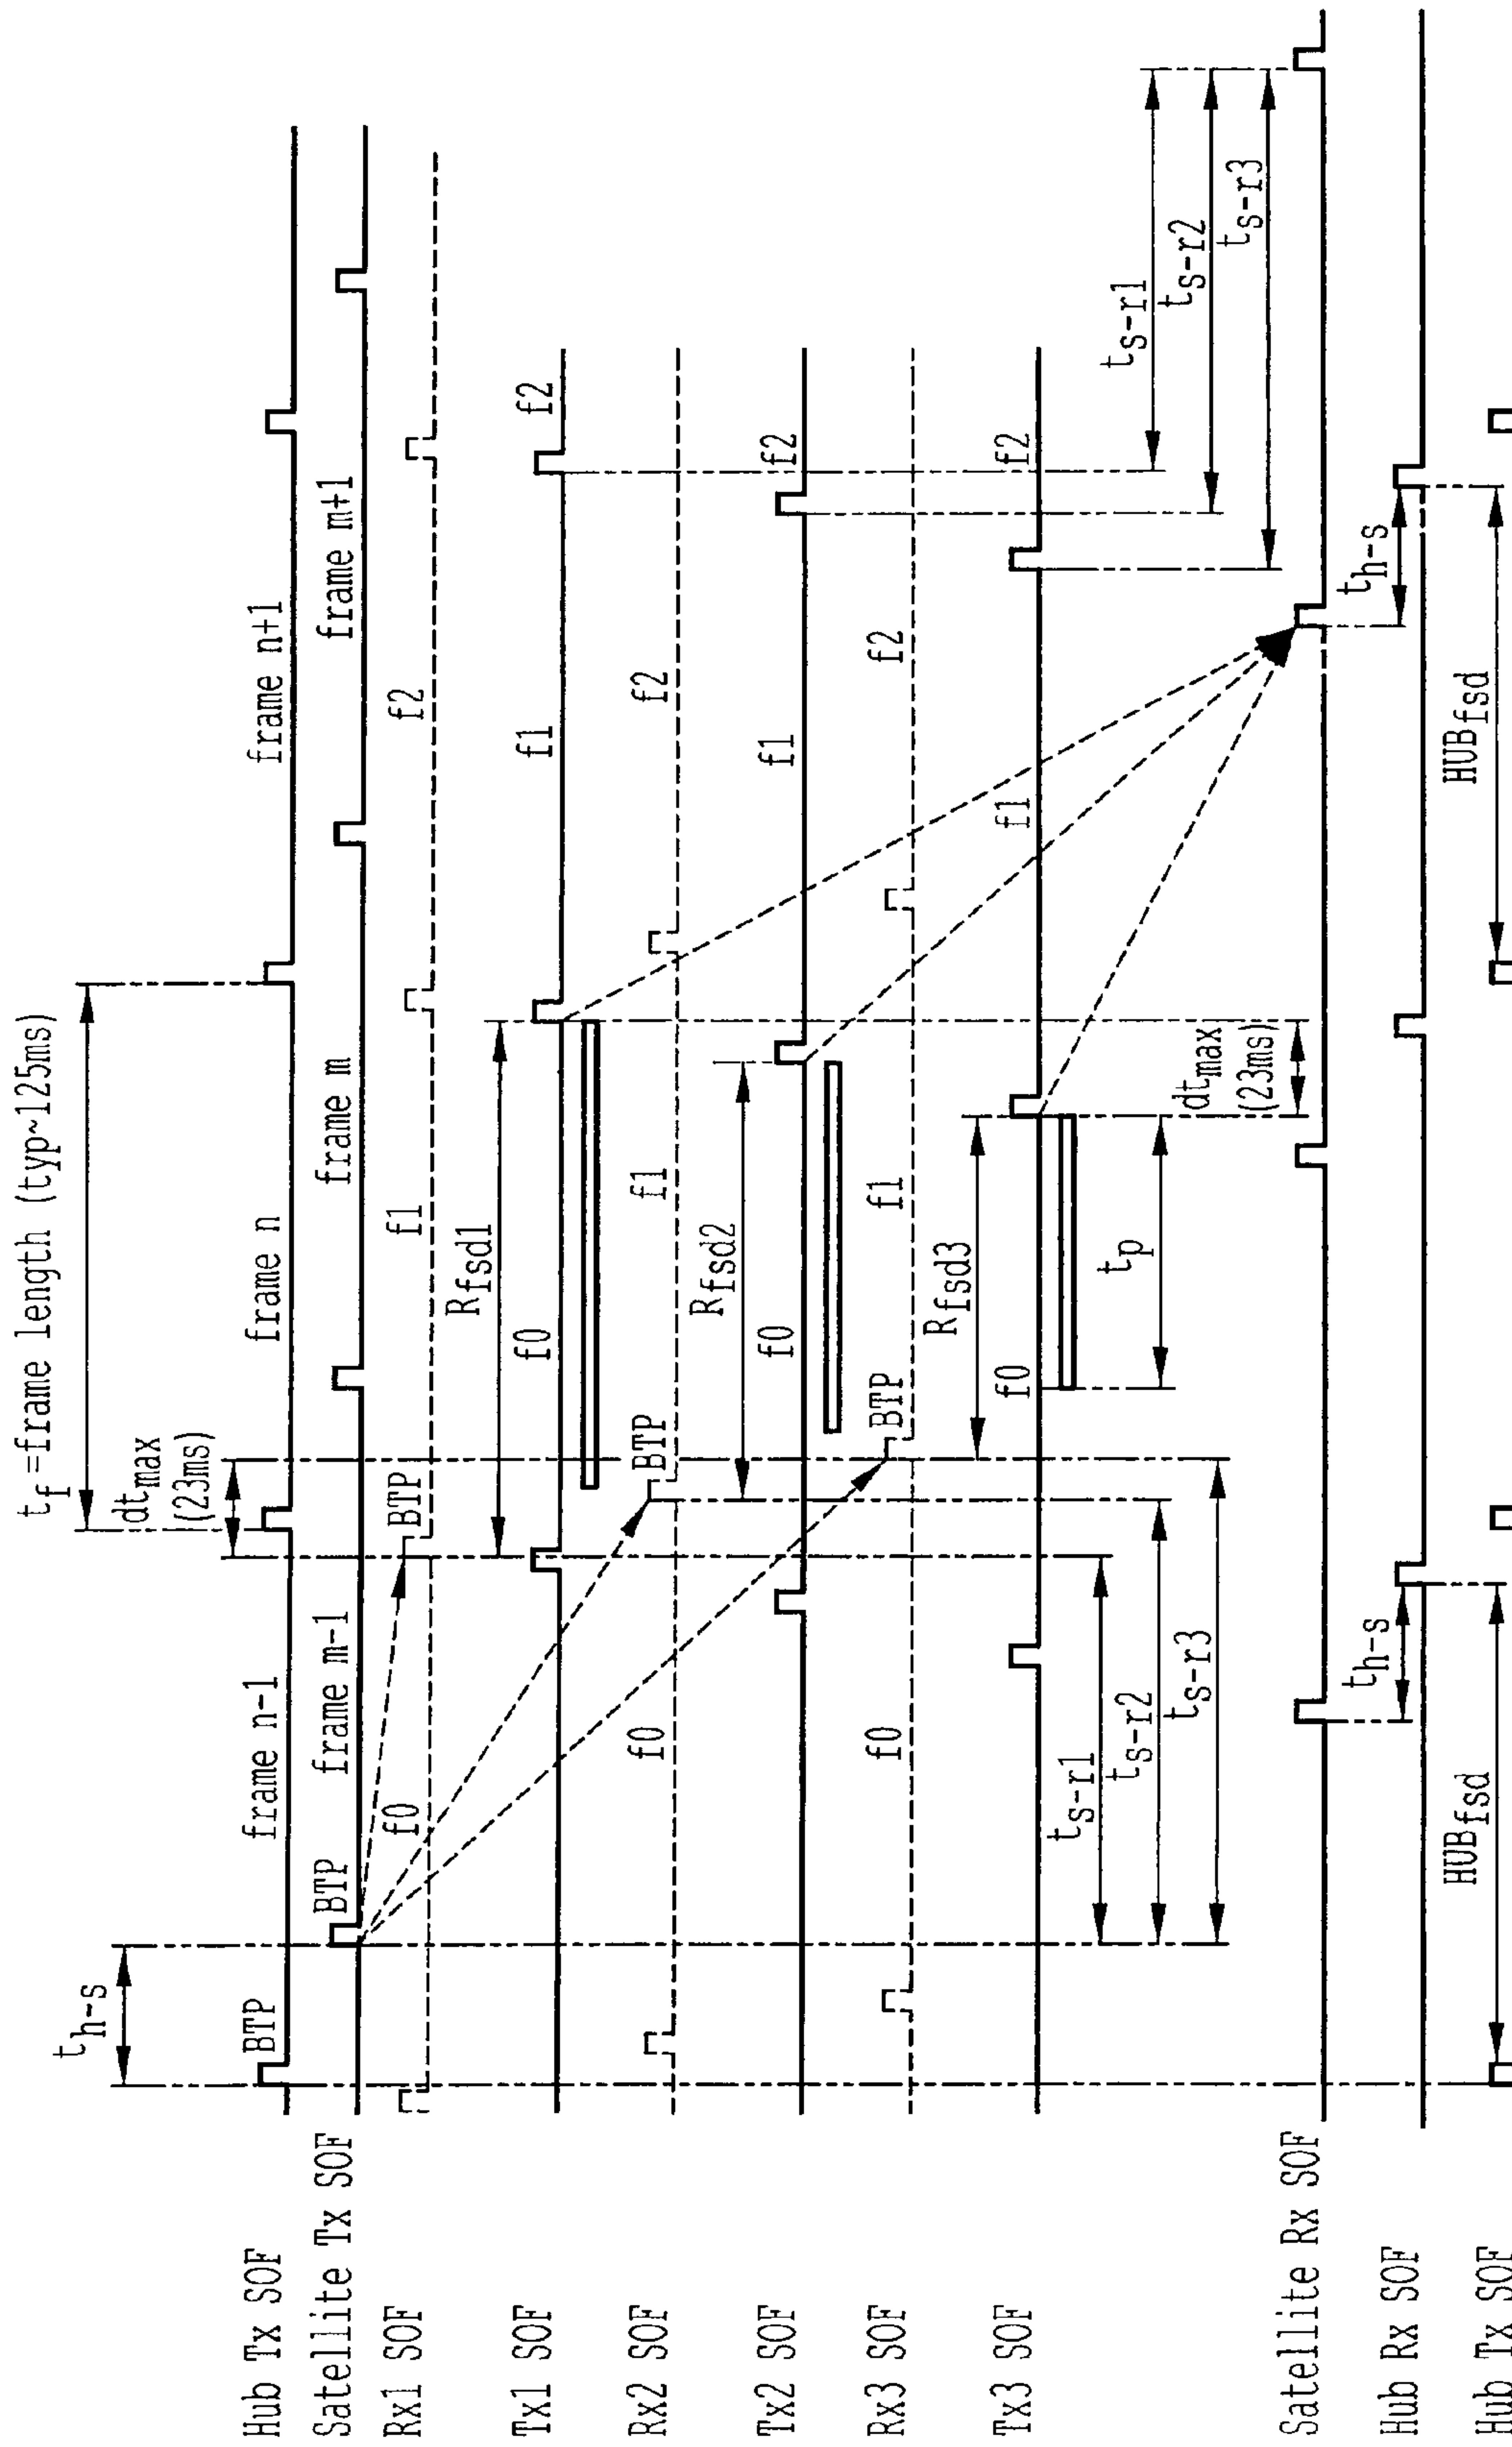 t_f=frame length (typ~125ms)
dt_max
(23ms)
t_h-s
Hub Tx SOF
BTP
frame n-1
frame n
frame n+1
Satellite Tx SOF
BTP
frame m-1
frame m
frame m+1
Rx1 SOF
f0
BTP
f1
f2
R_fsd1
Tx1 SOF
f0
f1
f2
Rx2 SOF
f0
BTP
f1
f2
R_fsd2
Tx2 SOF
f0
f1
f2
Rx3 SOF
f0
BTP
f1
f2
R_fsd3
Tx3 SOF
f0
f1
f2
t_s-r1
t_p
t_s-r1
t_s-r2
t_s-r2
t_s-r3
dt_max
(23ms)
t_s-r3
Satellite Rx SOF
t_h-s
t_h-s
Hub Rx SOF
HUB_fsd
HUB_fsd
Hub Tx SOF